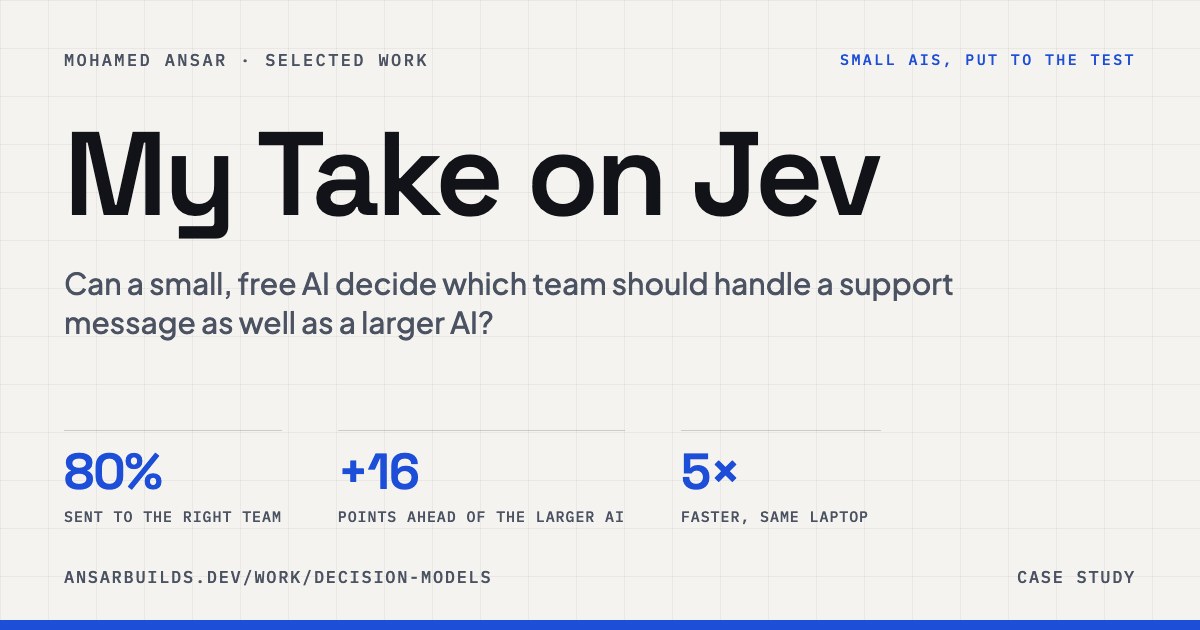 MOHAMED ANSAR · SELECTED WORK
SMALL AIS, PUT TO THE TEST
My Take on Jev
Can a small, free AI decide which team should handle a support
message as well as a larger AI?
80%
SENT TO THE RIGHT TEAM
+16
POINTS AHEAD OF THE LARGER AI
5×
FASTER, SAME LAPTOP
ANSARBUILDS.DEV/WORK/DECISION-MODELS
CASE STUDY